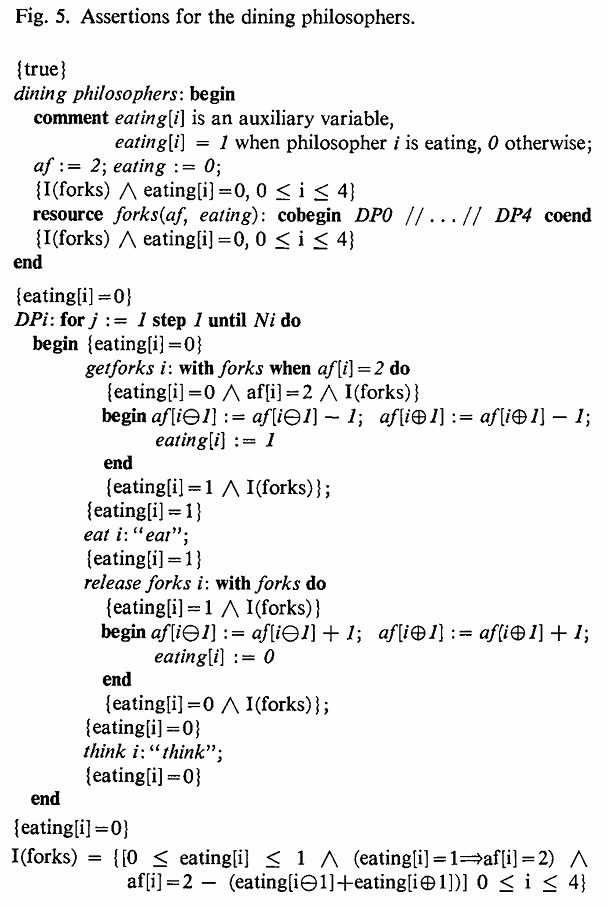 Fig. 5. Assertions for the dining philosophers.
{true}
dining philosophers: begin
comment eating[i] is an auxiliary variable,
eating[i] = 1 when philosopher i is eating, 0 otherwise;
af := 2; eating := 0;
{I(forks) ∧ eating[i]=0, 0 ≤ i ≤ 4}
resource forks(af, eating): cobegin DP0 // ... // DP4 coend
{I(forks) ∧ eating[i]=0, 0 ≤ i ≤ 4}
end
{eating[i]=0}
DPi: for j := 1 step 1 until Ni do
begin {eating[i]=0}
getforks i: with forks when af[i]=2 do
{eating[i]=0 ∧ af[i]=2 ∧ I(forks)}
begin af[i⊖1] := af[i⊖1] − 1; af[i⊕1] := af[i⊕1] − 1;
eating[i] := 1
end
{eating[i]=1 ∧ I(forks)};
{eating[i]=1}
eat i: “eat”;
{eating[i]=1}
release forks i: with forks do
{eating[i]=1 ∧ I(forks)}
begin af[i⊖1] := af[i⊖1] + 1; af[i⊕1] := af(i⊕1] + 1;
eating[i] := 0
end
{eating[i]=0 ∧ I(forks)};
{eating[i]=0}
think i: “think”;
{eating[i]=0}
end
{eating[i]=0}
I(forks) = {[0 ≤ eating[i] ≤ 1 ∧ (eating[i]=1⇒af[i]=2) ∧
af[i]=2 − (eating[i⊖1]+eating[i⊕1])] 0 ≤ i ≤ 4}